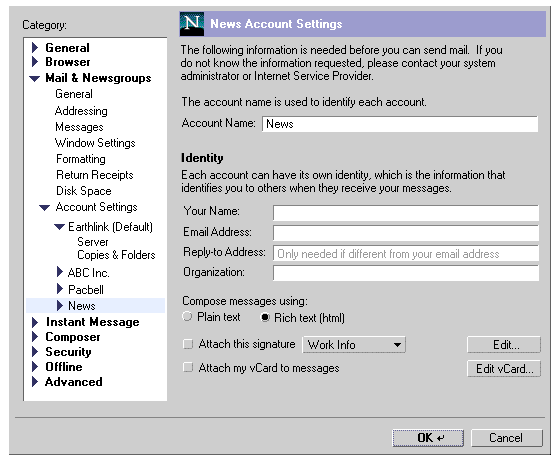 Category:
General
Browser
Mail & Newsgroups
General
Addressing
Messages
Window Settings
Formatting
Return Receipts
Disk Space
Account Settings
Earthlink (Default)
Server
Copies & Folders
ABC Inc.
Pacbell
News
Instant Message
Composer
Security
Offline
Advanced
N News Account Settings
The following information is needed before you can send mail. If you
do not know the information requested, please contact your system
administrator or Internet Service Provider.
The account name is used to identify each account.
Account Name: News
Identity
Each account can have its own identity, which is the information that
identifies you to others when they receive your messages.
Your Name:
Email Address:
Reply-to Address: Only needed if different from your email address
Organization:
Compose messages using:
Plain text Rich text (html)
Attach this signature Work Info Edit...
Attach my vCard to messages Edit vCard...
OK ↵ Cancel